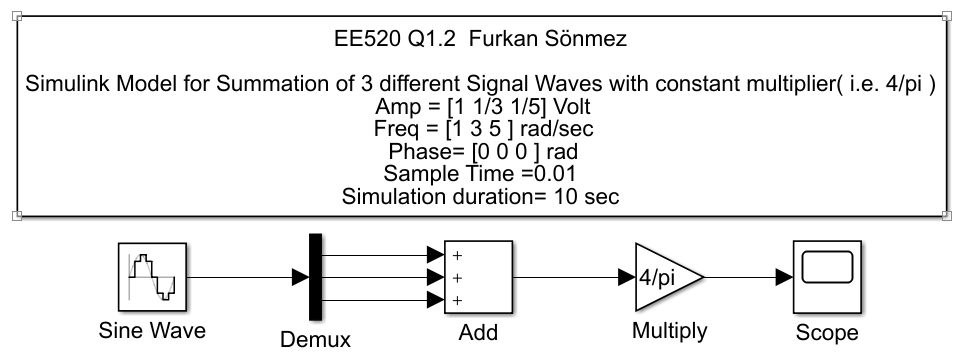 EE520 Q1.2  Furkan Sönmez
Simulink Model for Summation of 3 different Signal Waves with constant multiplier( i.e. 4/pi )
Amp = [1 1/3 1/5] Volt
Freq = [1 3 5 ] rad/sec
Phase= [0 0 0 ] rad
Sample Time =0.01
Simulation duration= 10 sec
+
+
+
4/pi
Sine Wave
Demux
Add
Multiply
Scope